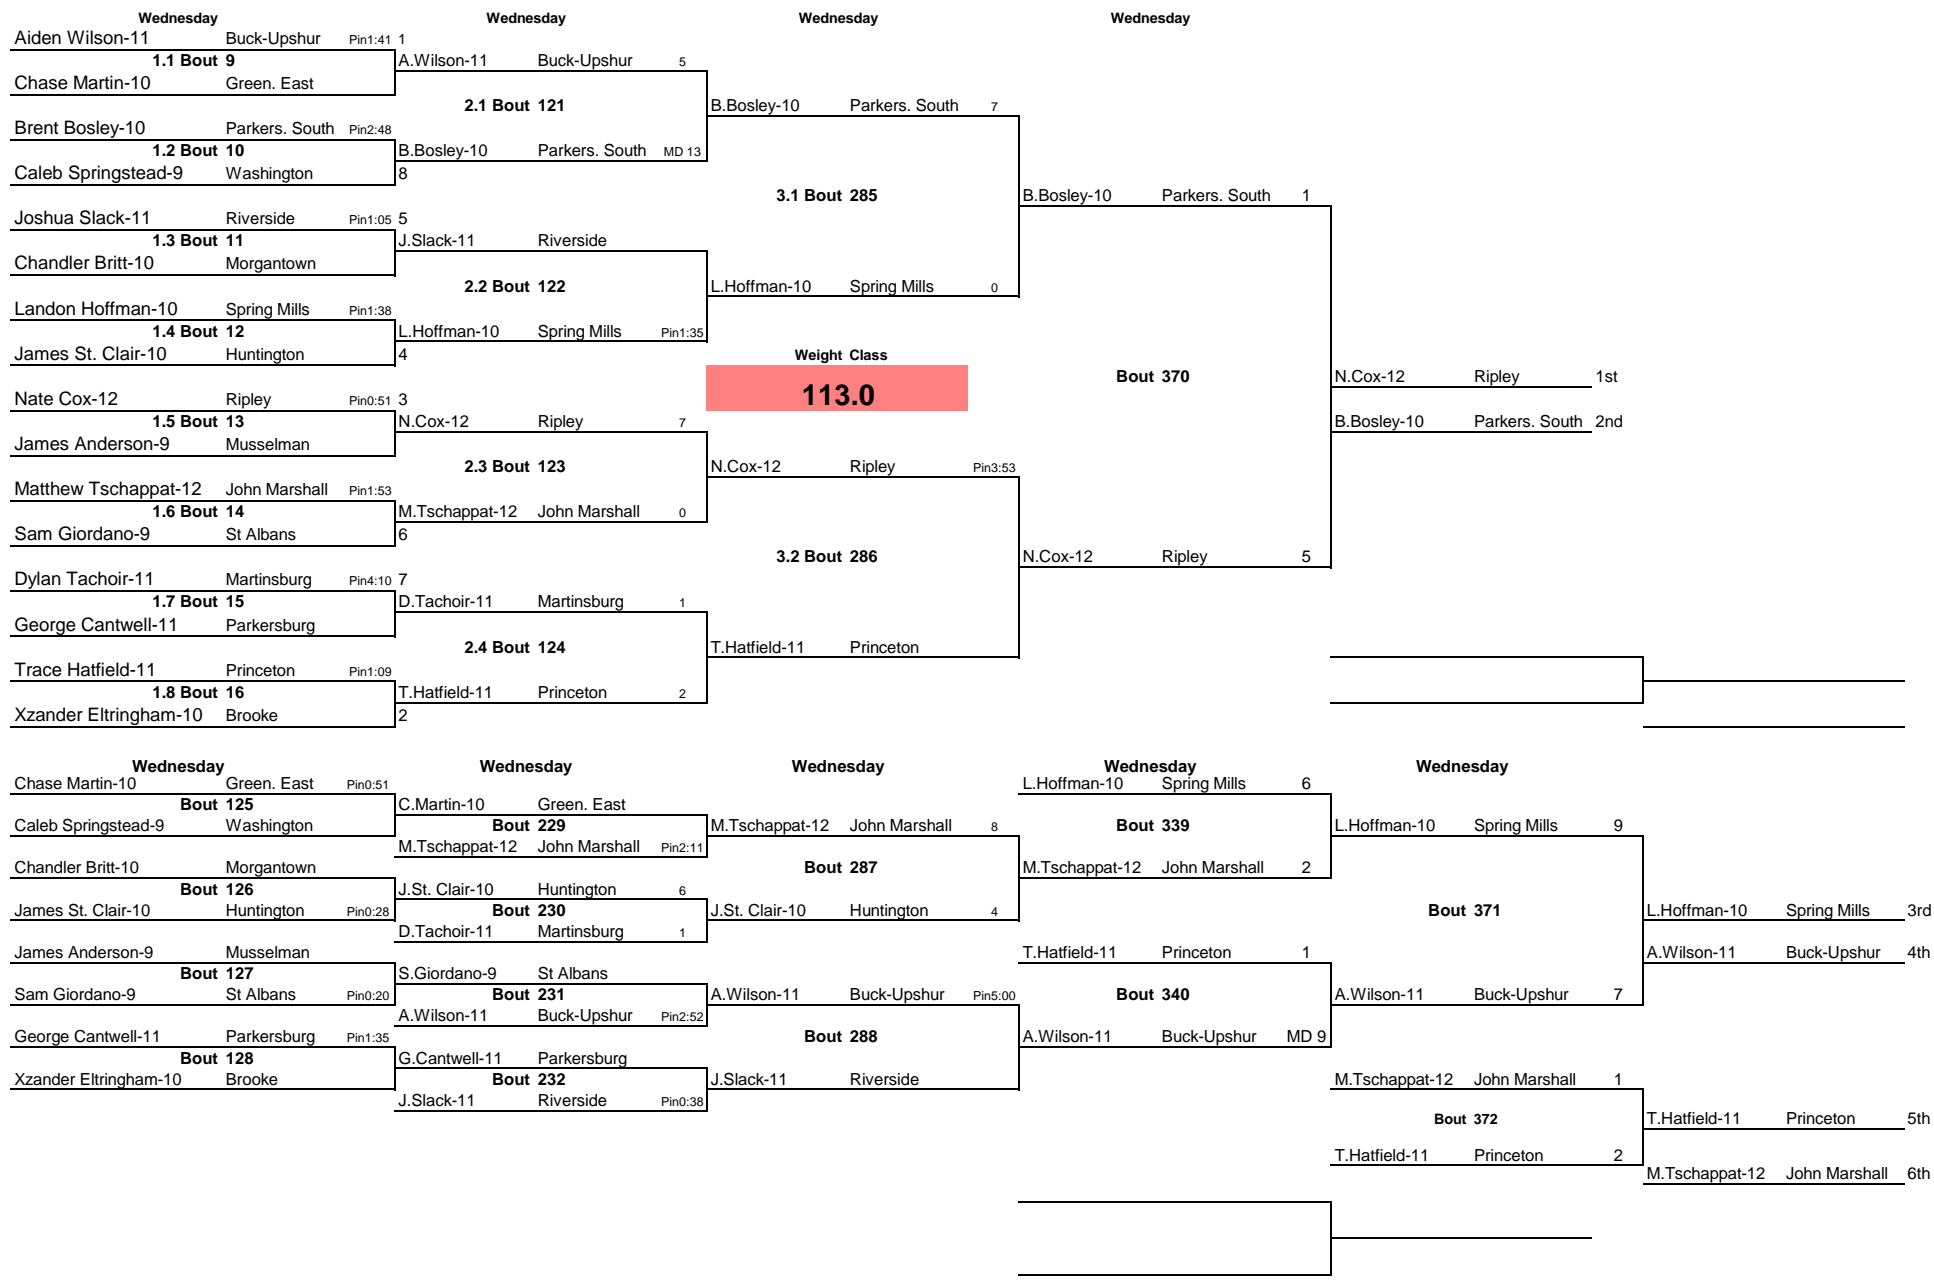 Wednesday Wednesday Wednesday Wednesday
Aiden Wilson-11 Buck-Upshur Pin1:41 1
1.1 Bout 9 A.Wilson-11 Buck-Upshur 5
Chase Martin-10 Green. East
2.1 Bout 121 B.Bosley-10 Parkers. South 7
Brent Bosley-10 Parkers. South Pin2:48
1.2 Bout 10 B.Bosley-10 Parkers. South MD 13
Caleb Springstead-9 Washington 8
3.1 Bout 285 B.Bosley-10 Parkers. South 1
Joshua Slack-11 Riverside Pin1:05 5
1.3 Bout 11 J.Slack-11 Riverside
Chandler Britt-10 Morgantown
2.2 Bout 122 L.Hoffman-10 Spring Mills 0
Landon Hoffman-10 Spring Mills Pin1:38
1.4 Bout 12 L.Hoffman-10 Spring Mills Pin1:35
James St. Clair-10 Huntington 4 Weight Class
Bout 370 N.Cox-12 Ripley 1st
113.0
Nate Cox-12 Ripley Pin0:51 3
1.5 Bout 13 N.Cox-12 Ripley 7 B.Bosley-10 Parkers. South 2nd
James Anderson-9 Musselman
2.3 Bout 123 N.Cox-12 Ripley Pin3:53
Matthew Tschappat-12 John Marshall Pin1:53
1.6 Bout 14 M.Tschappat-12 John Marshall 0
Sam Giordano-9 St Albans 6
3.2 Bout 286 N.Cox-12 Ripley 5
Dylan Tachoir-11 Martinsburg Pin4:10 7
1.7 Bout 15 D.Tachoir-11 Martinsburg 1
George Cantwell-11 Parkersburg
2.4 Bout 124 T.Hatfield-11 Princeton
Trace Hatfield-11 Princeton Pin1:09
1.8 Bout 16 T.Hatfield-11 Princeton 2
Xzander Eltringham-10 Brooke 2
Wednesday Wednesday Wednesday Wednesday Wednesday
Chase Martin-10 Green. East Pin0:51 L.Hoffman-10 Spring Mills 6
Bout 125 C.Martin-10 Green. East
Caleb Springstead-9 Washington Bout 229 M.Tschappat-12 John Marshall 8 Bout 339 L.Hoffman-10 Spring Mills 9
M.Tschappat-12 John Marshall Pin2:11
Chandler Britt-10 Morgantown Bout 287 M.Tschappat-12 John Marshall 2
Bout 126 J.St. Clair-10 Huntington 6
James St. Clair-10 Huntington Pin0:28 Bout 230 J.St. Clair-10 Huntington 4 Bout 371 L.Hoffman-10 Spring Mills 3rd
D.Tachoir-11 Martinsburg 1
James Anderson-9 Musselman T.Hatfield-11 Princeton 1 A.Wilson-11 Buck-Upshur 4th
Bout 127 S.Giordano-9 St Albans
Sam Giordano-9 St Albans Pin0:20 Bout 231 A.Wilson-11 Buck-Upshur Pin5:00 Bout 340 A.Wilson-11 Buck-Upshur 7
A.Wilson-11 Buck-Upshur Pin2:52
George Cantwell-11 Parkersburg Pin1:35 Bout 288 A.Wilson-11 Buck-Upshur MD 9
Bout 128 G.Cantwell-11 Parkersburg
Xzander Eltringham-10 Brooke Bout 232 J.Slack-11 Riverside M.Tschappat-12 John Marshall 1
J.Slack-11 Riverside Pin0:38
Bout 372 T.Hatfield-11 Princeton 5th
T.Hatfield-11 Princeton 2
M.Tschappat-12 John Marshall 6th